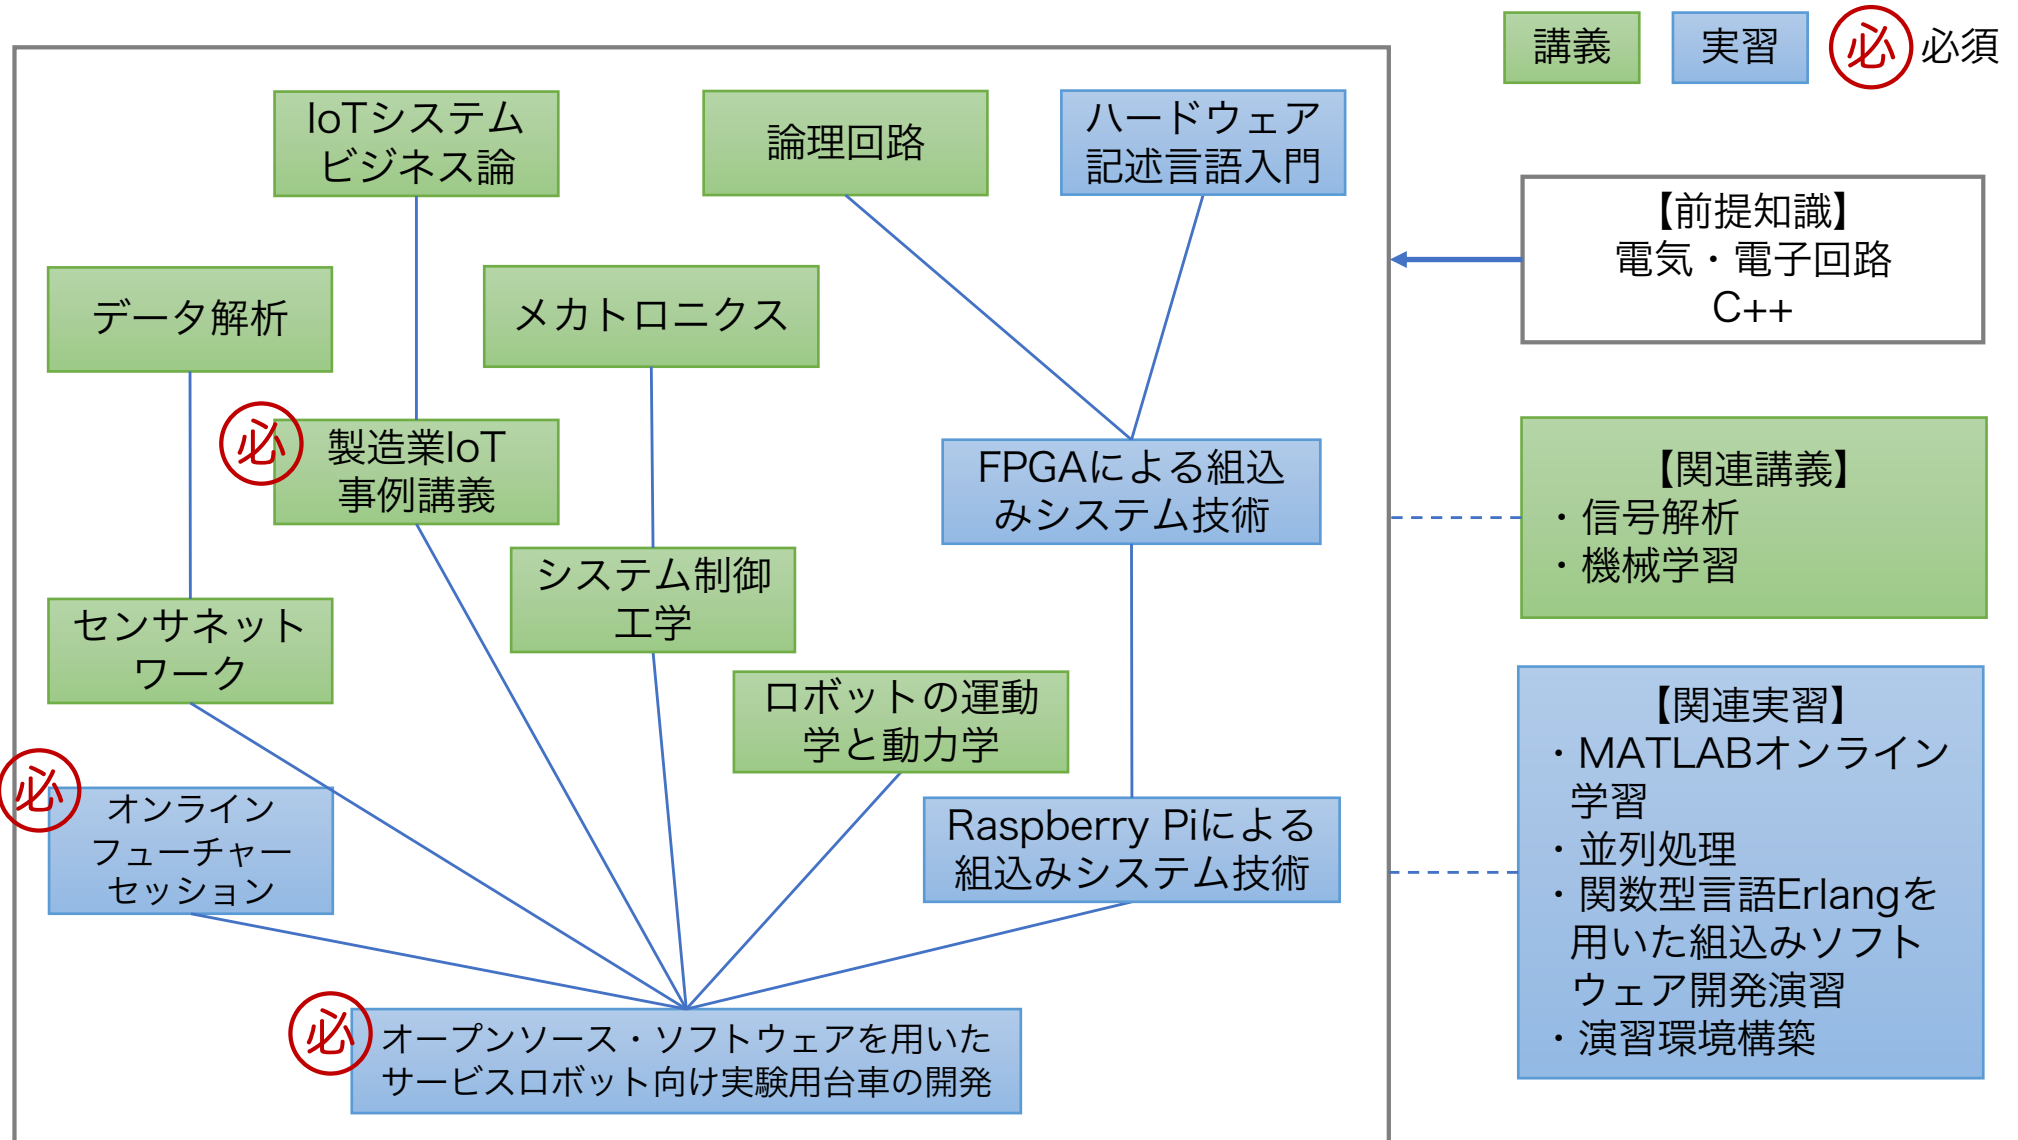 講義
実習
必 必須
IoTシステム
ビジネス論
論理回路
ハードウェア
記述言語入門
【前提知識】
電気・電子回路
C++
データ解析
メカトロニクス
必
製造業IoT
事例講義
FPGAによる組込
みシステム技術
【関連講義】
・信号解析
・機械学習
システム制御
工学
センサネット
ワーク
ロボットの運動
学と動力学
必
オンライン
フューチャー
セッション
Raspberry Piによる
組込みシステム技術
【関連実習】
・MATLABオンライン
学習
・並列処理
・関数型言語Erlangを
用いた組込みソフト
ウェア開発演習
・演習環境構築
必
オープンソース・ソフトウェアを用いた
サービスロボット向け実験用台車の開発